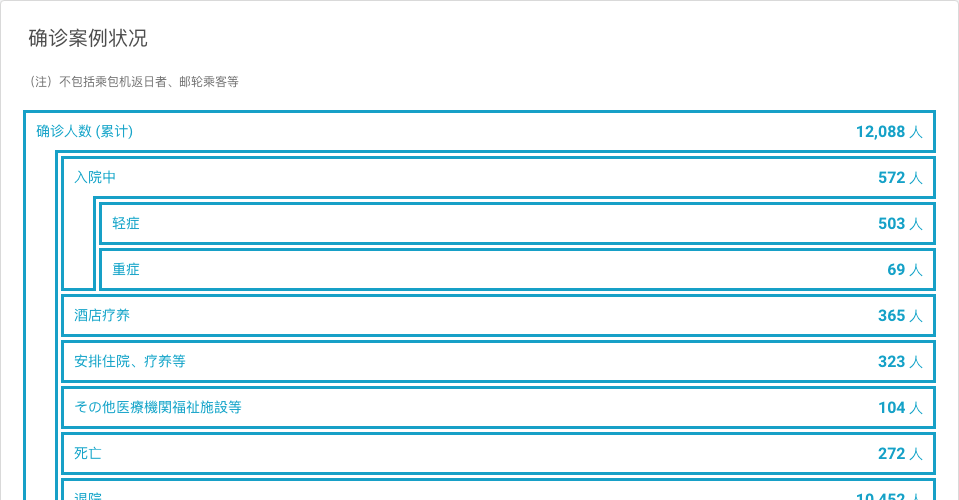 确诊案例状况
（注）不包括乘包机返日者、邮轮乘客等
确诊人数 (累计) 12,088 人
入院中 572 人
轻症 503 人
重症 69 人
酒店疗养 365 人
安排住院、疗养等 323 人
その他医療機関福祉施設等 104 人
死亡 272 人
退院 10,452 人